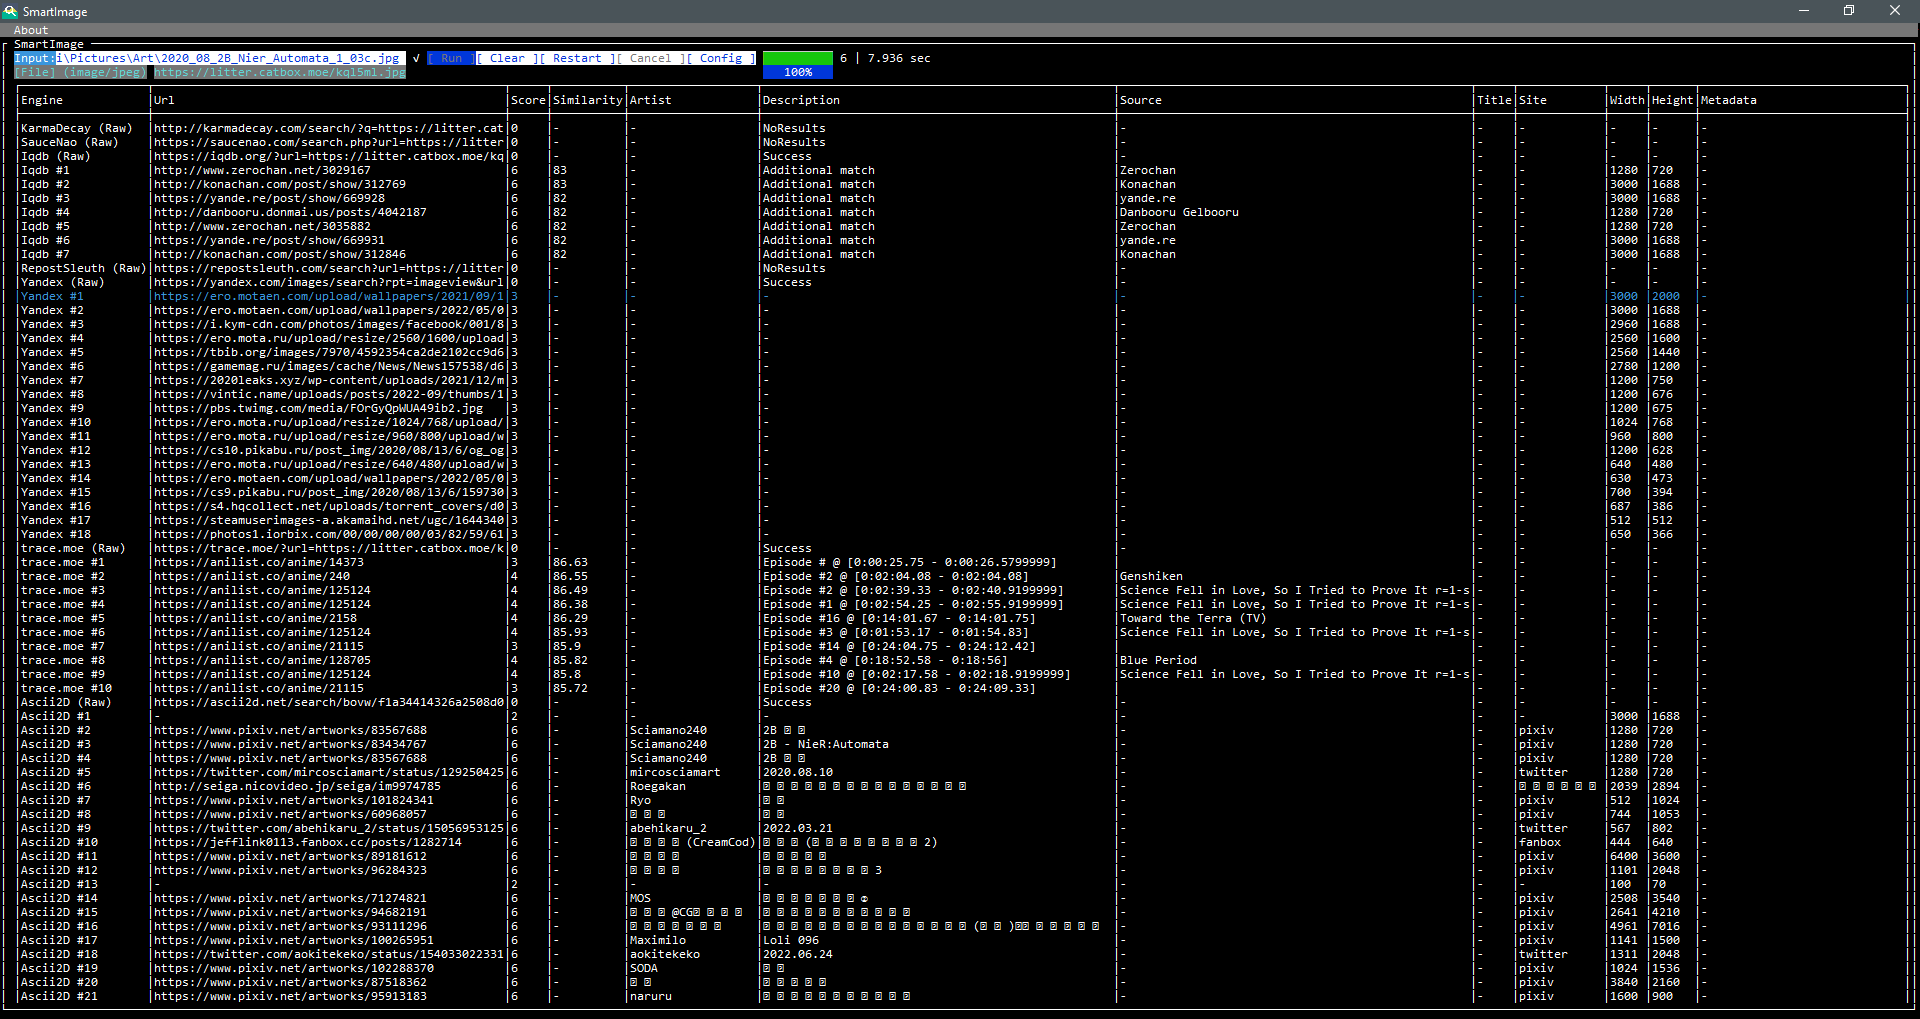 SmartImage
About
SmartImage
Input:i\Pictures\Art\2020_08_2B_Nier_Automata_1_03c.jpg √ [ Run ][ Clear ][ Restart ][ Cancel ][ Config ] 6 | 7.936 sec
[File] (image/jpeg) https://litter.catbox.moe/kql5ml.jpg 100%
Engine Url Score Similarity Artist Description Source Title Site Width Height Metadata
KarmaDecay (Raw) http://karmadecay.com/search/?q=https://litter.cat 0 - - NoResults - - - - - -
SauceNao (Raw) https://saucenao.com/search.php?url=https://litter 0 - - NoResults - - - - - -
Iqdb (Raw) https://iqdb.org/?url=https://litter.catbox.moe/kq 0 - - Success - - - - - -
Iqdb #1 http://www.zerochan.net/3029167 6 83 - Additional match Zerochan - - 1280 720 -
Iqdb #2 http://konachan.com/post/show/312769 6 83 - Additional match Konachan - - 3000 1688 -
Iqdb #3 https://yande.re/post/show/669928 6 82 - Additional match yande.re - - 3000 1688 -
Iqdb #4 http://danbooru.donmai.us/posts/4042187 6 82 - Additional match Danbooru Gelbooru - - 1280 720 -
Iqdb #5 http://www.zerochan.net/3035882 6 82 - Additional match Zerochan - - 1280 720 -
Iqdb #6 https://yande.re/post/show/669931 6 82 - Additional match yande.re - - 3000 1688 -
Iqdb #7 http://konachan.com/post/show/312846 6 82 - Additional match Konachan - - 3000 1688 -
RepostSleuth (Raw) https://repostsleuth.com/search?url=https://litter 0 - - NoResults - - - - - -
Yandex (Raw) https://yandex.com/images/search?rpt=imageview&url 0 - - Success - - - - - -
Yandex #1 https://ero.motaen.com/upload/wallpapers/2021/09/1 3 - - - - - - 3000 2000 -
Yandex #2 https://ero.motaen.com/upload/wallpapers/2022/05/0 3 - - - - - - 3000 1688 -
Yandex #3 https://i.kym-cdn.com/photos/images/facebook/001/8 3 - - - - - - 2960 1688 -
Yandex #4 https://ero.mota.ru/upload/resize/2560/1600/upload 3 - - - - - - 2560 1600 -
Yandex #5 https://tbib.org/images/7970/4592354ca2de2102cc9d6 3 - - - - - - 2560 1440 -
Yandex #6 https://gamemag.ru/images/cache/News/News157538/d6 3 - - - - - - 2780 1200 -
Yandex #7 https://2020leaks.xyz/wp-content/uploads/2021/12/m 3 - - - - - - 1200 750 -
Yandex #8 https://vintic.name/uploads/posts/2022-09/thumbs/1 3 - - - - - - 1200 676 -
Yandex #9 https://pbs.twimg.com/media/FOrGyQpWUA49ib2.jpg 3 - - - - - - 1200 675 -
Yandex #10 https://ero.mota.ru/upload/resize/1024/768/upload/ 3 - - - - - - 1024 768 -
Yandex #11 https://ero.mota.ru/upload/resize/960/800/upload/w 3 - - - - - - 960 800 -
Yandex #12 https://cs10.pikabu.ru/post_img/2020/08/13/6/og_og 3 - - - - - - 1200 628 -
Yandex #13 https://ero.mota.ru/upload/resize/640/480/upload/w 3 - - - - - - 640 480 -
Yandex #14 https://ero.motaen.com/upload/wallpapers/2022/05/0 3 - - - - - - 630 473 -
Yandex #15 https://cs9.pikabu.ru/post_img/2020/08/13/6/159730 3 - - - - - - 700 394 -
Yandex #16 https://s4.hqcollect.net/uploads/torrent_covers/d0 3 - - - - - - 687 386 -
Yandex #17 https://steamuserimages-a.akamaihd.net/ugc/1644340 3 - - - - - - 512 512 -
Yandex #18 https://photos1.iorbix.com/00/00/00/00/03/82/59/61 3 - - - - - - 650 366 -
trace.moe (Raw) https://trace.moe/?url=https://litter.catbox.moe/k 0 - - Success - - - - - -
trace.moe #1 https://anilist.co/anime/14373 3 86.63 - Episode # @ [0:00:25.75 - 0:00:26.5799999] - - - - - -
trace.moe #2 https://anilist.co/anime/240 4 86.55 - Episode #2 @ [0:02:04.08 - 0:02:04.08] Genshiken - - - - -
trace.moe #3 https://anilist.co/anime/125124 4 86.49 - Episode #2 @ [0:02:39.33 - 0:02:40.9199999] Science Fell in Love, So I Tried to Prove It r=1-s - - - - -
trace.moe #4 https://anilist.co/anime/125124 4 86.38 - Episode #1 @ [0:02:54.25 - 0:02:55.9199999] Science Fell in Love, So I Tried to Prove It r=1-s - - - - -
trace.moe #5 https://anilist.co/anime/2158 4 86.29 - Episode #16 @ [0:14:01.67 - 0:14:01.75] Toward the Terra (TV) - - - - -
trace.moe #6 https://anilist.co/anime/125124 4 85.93 - Episode #3 @ [0:01:53.17 - 0:01:54.83] Science Fell in Love, So I Tried to Prove It r=1-s - - - - -
trace.moe #7 https://anilist.co/anime/21115 3 85.9 - Episode #14 @ [0:24:04.75 - 0:24:12.42] - - - - - -
trace.moe #8 https://anilist.co/anime/128705 4 85.82 - Episode #4 @ [0:18:52.58 - 0:18:56] Blue Period - - - - -
trace.moe #9 https://anilist.co/anime/125124 4 85.8 - Episode #10 @ [0:02:17.58 - 0:02:18.9199999] Science Fell in Love, So I Tried to Prove It r=1-s - - - - -
trace.moe #10 https://anilist.co/anime/21115 3 85.72 - Episode #20 @ [0:24:00.83 - 0:24:09.33] - - - - - -
Ascii2D (Raw) https://ascii2d.net/search/bovw/f1a34414326a2508d0 0 - - Success - - - - - -
Ascii2D #1 - 2 - - - - - - 3000 1688 -
Ascii2D #2 https://www.pixiv.net/artworks/83567688 6 - Sciamano240 2B - - pixiv 1280 720 -
Ascii2D #3 https://www.pixiv.net/artworks/83434767 6 - Sciamano240 2B - NieR:Automata - - pixiv 1280 720 -
Ascii2D #4 https://www.pixiv.net/artworks/83567688 6 - Sciamano240 2B - - pixiv 1280 720 -
Ascii2D #5 https://twitter.com/mircosciamart/status/129250425 6 - mircosciamart 2020.08.10 - - twitter 1280 720 -
Ascii2D #6 http://seiga.nicovideo.jp/seiga/im9974785 6 - Roegakan - - 2039 2894 -
Ascii2D #7 https://www.pixiv.net/artworks/101824341 6 - Ryo - - pixiv 512 1024 -
Ascii2D #8 https://www.pixiv.net/artworks/60968057 6 - - - pixiv 744 1053 -
Ascii2D #9 https://twitter.com/abehikaru_2/status/15056953125 6 - abehikaru_2 2022.03.21 - - twitter 567 802 -
Ascii2D #10 https://jefflink0113.fanbox.cc/posts/1282714 6 - (CreamCod) ( 2) - - fanbox 444 640 -
Ascii2D #11 https://www.pixiv.net/artworks/89181612 6 - - - pixiv 6400 3600 -
Ascii2D #12 https://www.pixiv.net/artworks/96284323 6 - 3 - - pixiv 1101 2048 -
Ascii2D #13 - 2 - - - - - - 100 70 -
Ascii2D #14 https://www.pixiv.net/artworks/71274821 6 - MOS - - pixiv 2508 3540 -
Ascii2D #15 https://www.pixiv.net/artworks/94682191 6 - @CG - - pixiv 2641 4210 -
Ascii2D #16 https://www.pixiv.net/artworks/93111296 6 - ( ) - - pixiv 4961 7016 -
Ascii2D #17 https://www.pixiv.net/artworks/100265951 6 - Maximilo Loli 096 - - pixiv 1141 1500 -
Ascii2D #18 https://twitter.com/aokitekeko/status/154033022331 6 - aokitekeko 2022.06.24 - - twitter 1311 2048 -
Ascii2D #19 https://www.pixiv.net/artworks/102288370 6 - SODA - - pixiv 1024 1536 -
Ascii2D #20 https://www.pixiv.net/artworks/87518362 6 - - - pixiv 3840 2160 -
Ascii2D #21 https://www.pixiv.net/artworks/95913183 6 - naruru - - pixiv 1600 900 -